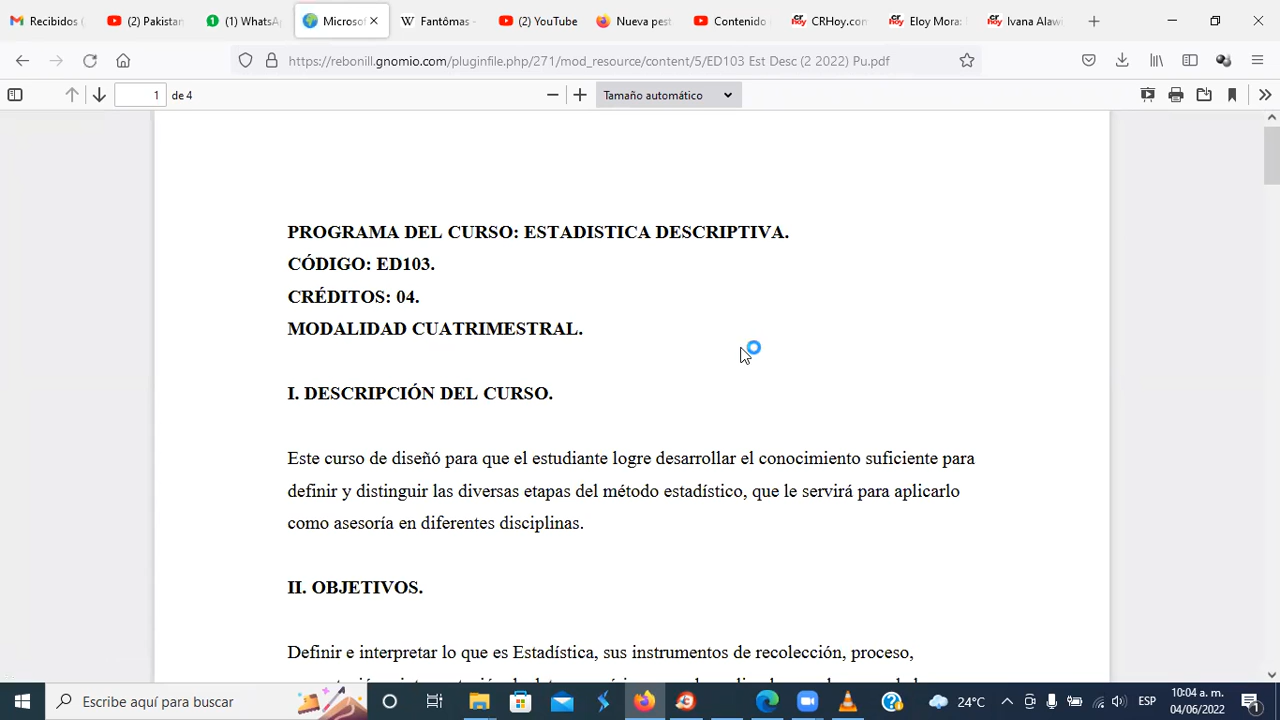 Recibidos (
(2) Pakistan
(1) WhatsA
Microsof
Fantômas -
(2) YouTube
Nueva pest
Contenido
CRHoy.com
Eloy Mora:
Ivana Alawi
https://rebonill.gnomio.com/pluginfile.php/271/mod_resource/content/5/ED103 Est Desc (2 2022) Pu.pdf
1 de 4
Tamaño automático
PROGRAMA DEL CURSO: ESTADISTICA DESCRIPTIVA.
CÓDIGO: ED103.
CRÉDITOS: 04.
MODALIDAD CUATRIMESTRAL.
I. DESCRIPCIÓN DEL CURSO.
Este curso de diseñó para que el estudiante logre desarrollar el conocimiento suficiente para
definir y distinguir las diversas etapas del método estadístico, que le servirá para aplicarlo
como asesoría en diferentes disciplinas.
II. OBJETIVOS.
Definir e interpretar lo que es Estadística, sus instrumentos de recolección, proceso,
Escribe aquí para buscar
24°C
ESP
10:04 a. m.
04/06/2022
1